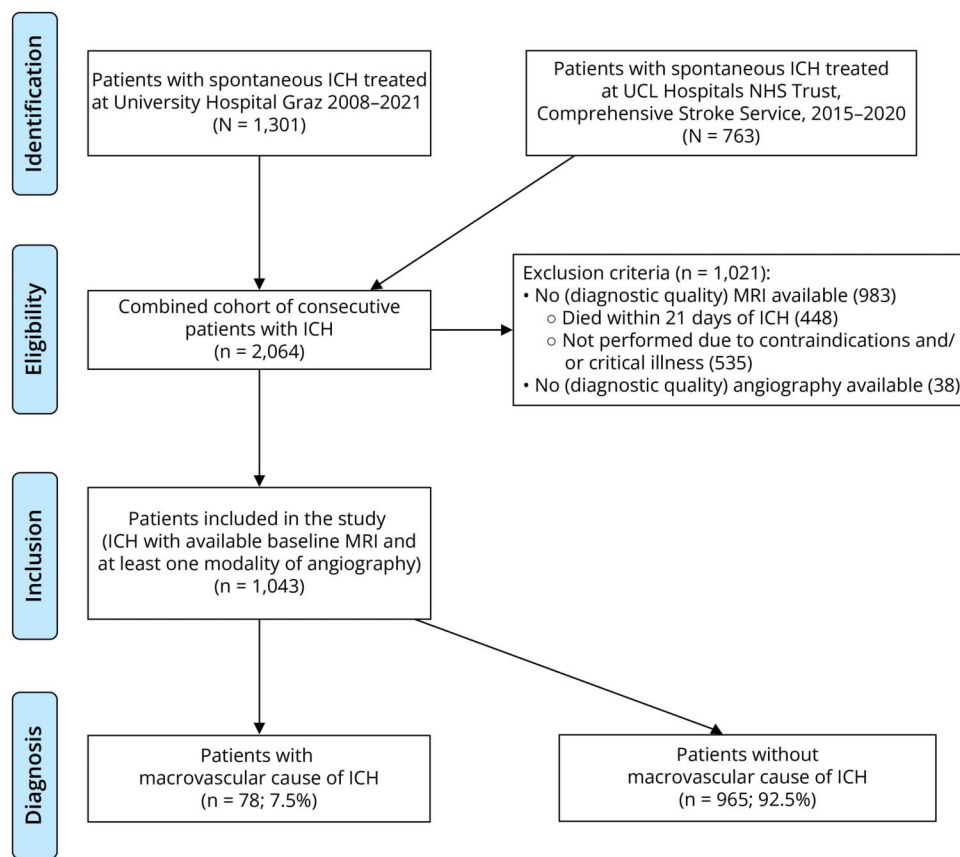 Identification
Patients with spontaneous ICH treated
at University Hospital Graz 2008–2021
(N = 1,301)
Patients with spontaneous ICH treated
at UCL Hospitals NHS Trust,
Comprehensive Stroke Service, 2015–2020
(N = 763)
Eligibility
Combined cohort of consecutive
patients with ICH
(n = 2,064)
Exclusion criteria (n = 1,021):
• No (diagnostic quality) MRI available (983)
○ Died within 21 days of ICH (448)
○ Not performed due to contraindications and/
or critical illness (535)
• No (diagnostic quality) angiography available (38)
Inclusion
Patients included in the study
(ICH with available baseline MRI and
at least one modality of angiography)
(n = 1,043)
Diagnosis
Patients with
macrovascular cause of ICH
(n = 78; 7.5%)
Patients without
macrovascular cause of ICH
(n = 965; 92.5%)